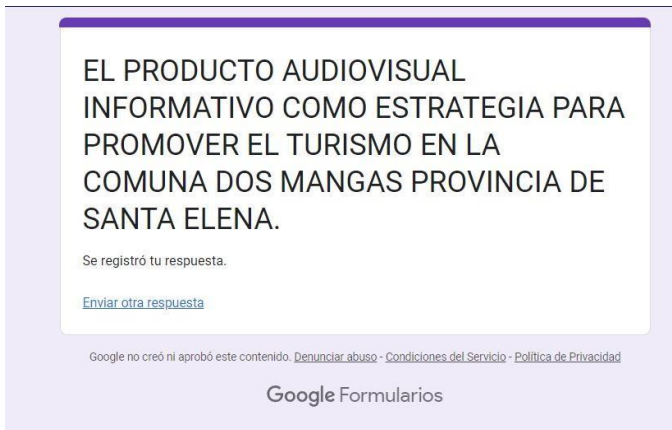 EL PRODUCTO AUDIOVISUAL
INFORMATIVO COMO ESTRATEGIA PARA
PROMOVER EL TURISMO EN LA
COMUNA DOS MANGAS PROVINCIA DE
SANTA ELENA.
Se registró tu respuesta.
Enviar otra respuesta
Google no creó ni aprobó este contenido. Denunciar abuso - Condiciones del Servicio - Política de Privacidad
Google Formularios